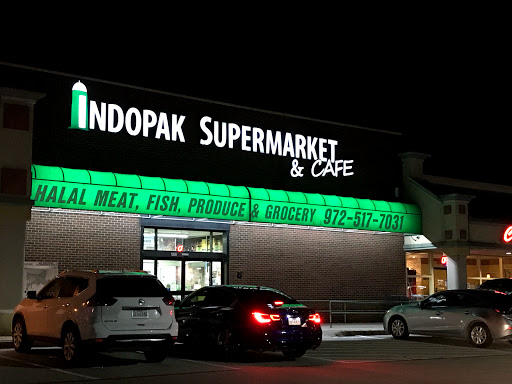 INDOPAK SUPERMARKET
& CAFE
HALAL MEAT, FISH, PRODUCE & GROCERY 972-517-7031